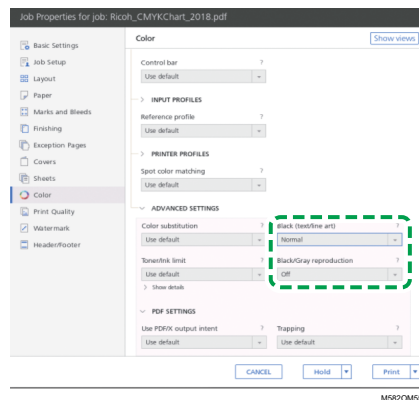 Job Properties for job: Ricoh_CMYKChart_2018.pdf
Basic Settings
Job Setup
Layout
Paper
Marks and Bleeds
Finishing
Exception Pages
Covers
Sheets
Color
Print Quality
Watermark
Header/Footer
Color
Show views
Control bar ?
Use default
INPUT PROFILES
Reference profile ?
Use default
PRINTER PROFILES
Spot color matching ?
Use default
ADVANCED SETTINGS
Color substitution ? Black (text/line art) ?
Use default Normal
Toner/Ink limit ? Black/Gray reproduction ?
Use default Off
Show details
PDF SETTINGS
Use PDF/X output intent ? Trapping ?
Use default Use default
CANCEL Hold Print